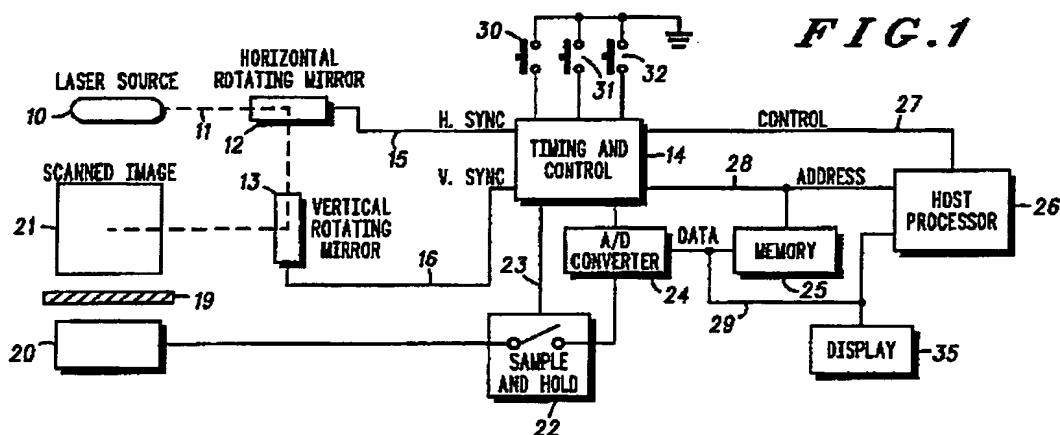 FIG.1
30
31
32
LASER SOURCE
10
11
HORIZONTAL
ROTATING MIRROR
12
15
H. SYNC
V. SYNC
TIMING AND
CONTROL
14
CONTROL
27
28
ADDRESS
HOST
PROCESSOR
26
SCANNED IMAGE
21
13
VERTICAL
ROTATING
MIRROR
16
23
A/D
CONVERTER
24
DATA
MEMORY
25
29
19
20
SAMPLE
AND HOLD
22
DISPLAY
35